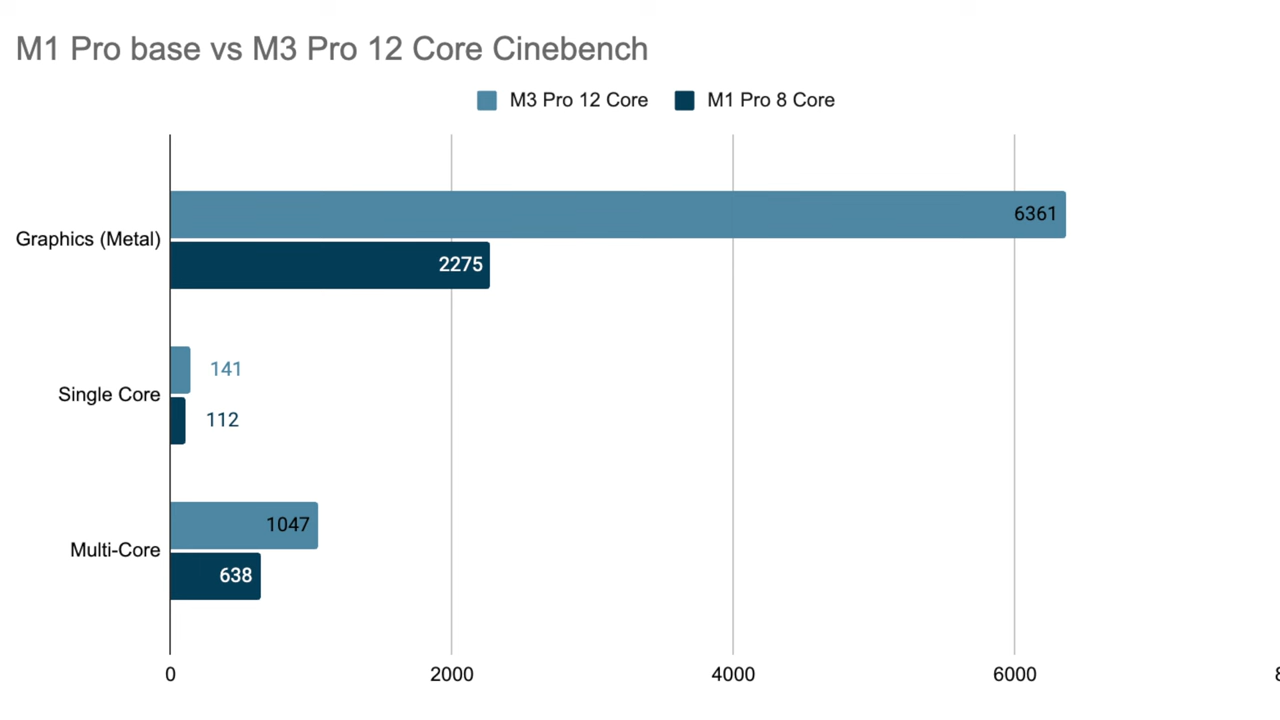 M1 Pro base vs M3 Pro 12 Core Cinebench
M3 Pro 12 Core M1 Pro 8 Core
Graphics (Metal)
6361
2275
Single Core
141
112
Multi-Core
1047
638
0 2000 4000 6000